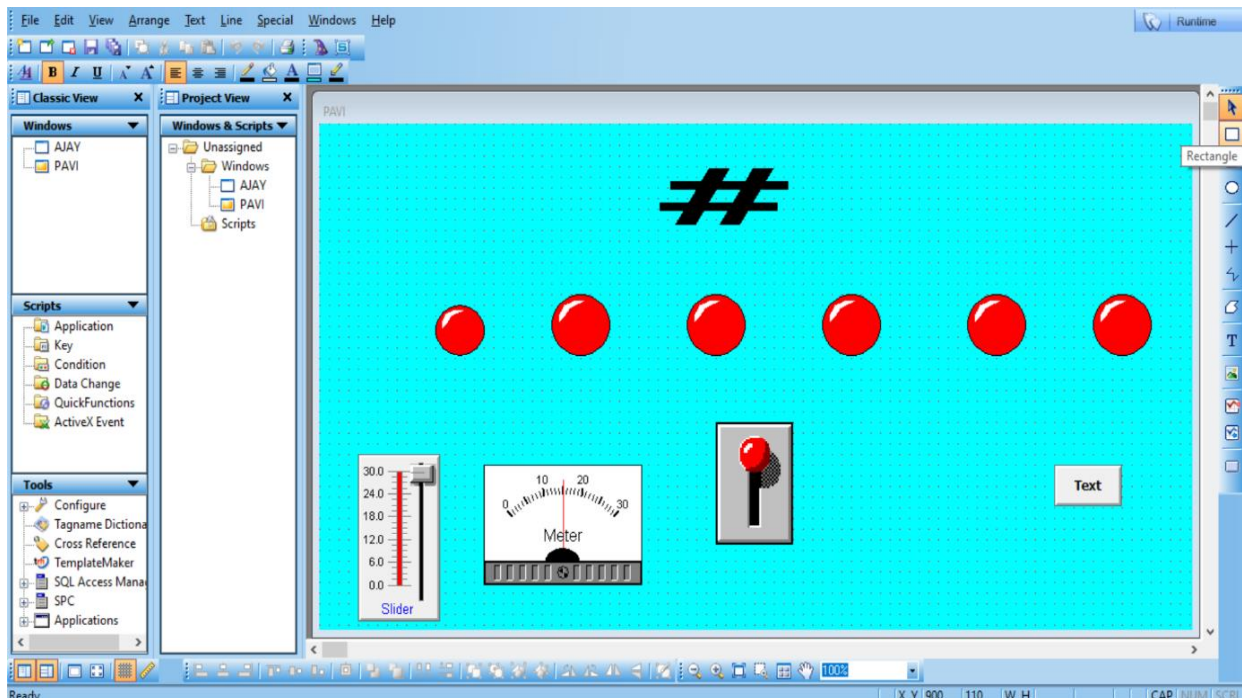 File Edit View Arrange Text Line Special Windows Help
Runtime
B I U A A A
Classic View X
Project View X
PAVI
Windows
AJAY
PAVI
Windows & Scripts
Unassigned
Windows
AJAY
PAVI
Scripts
Rectangle
T
##
Scripts
Application
Key
Condition
Data Change
QuickFunctions
ActiveX Event
Tools
Configure
Tagname Dictiona
Cross Reference
TemplateMaker
SQL Access Mana
SPC
Applications
30.0
24.0
18.0
12.0
6.0
0.0
Slider
0 10 20 30
Meter
Text
100%
Ready
X, Y 900 110 W, H CAP NUM SCRL